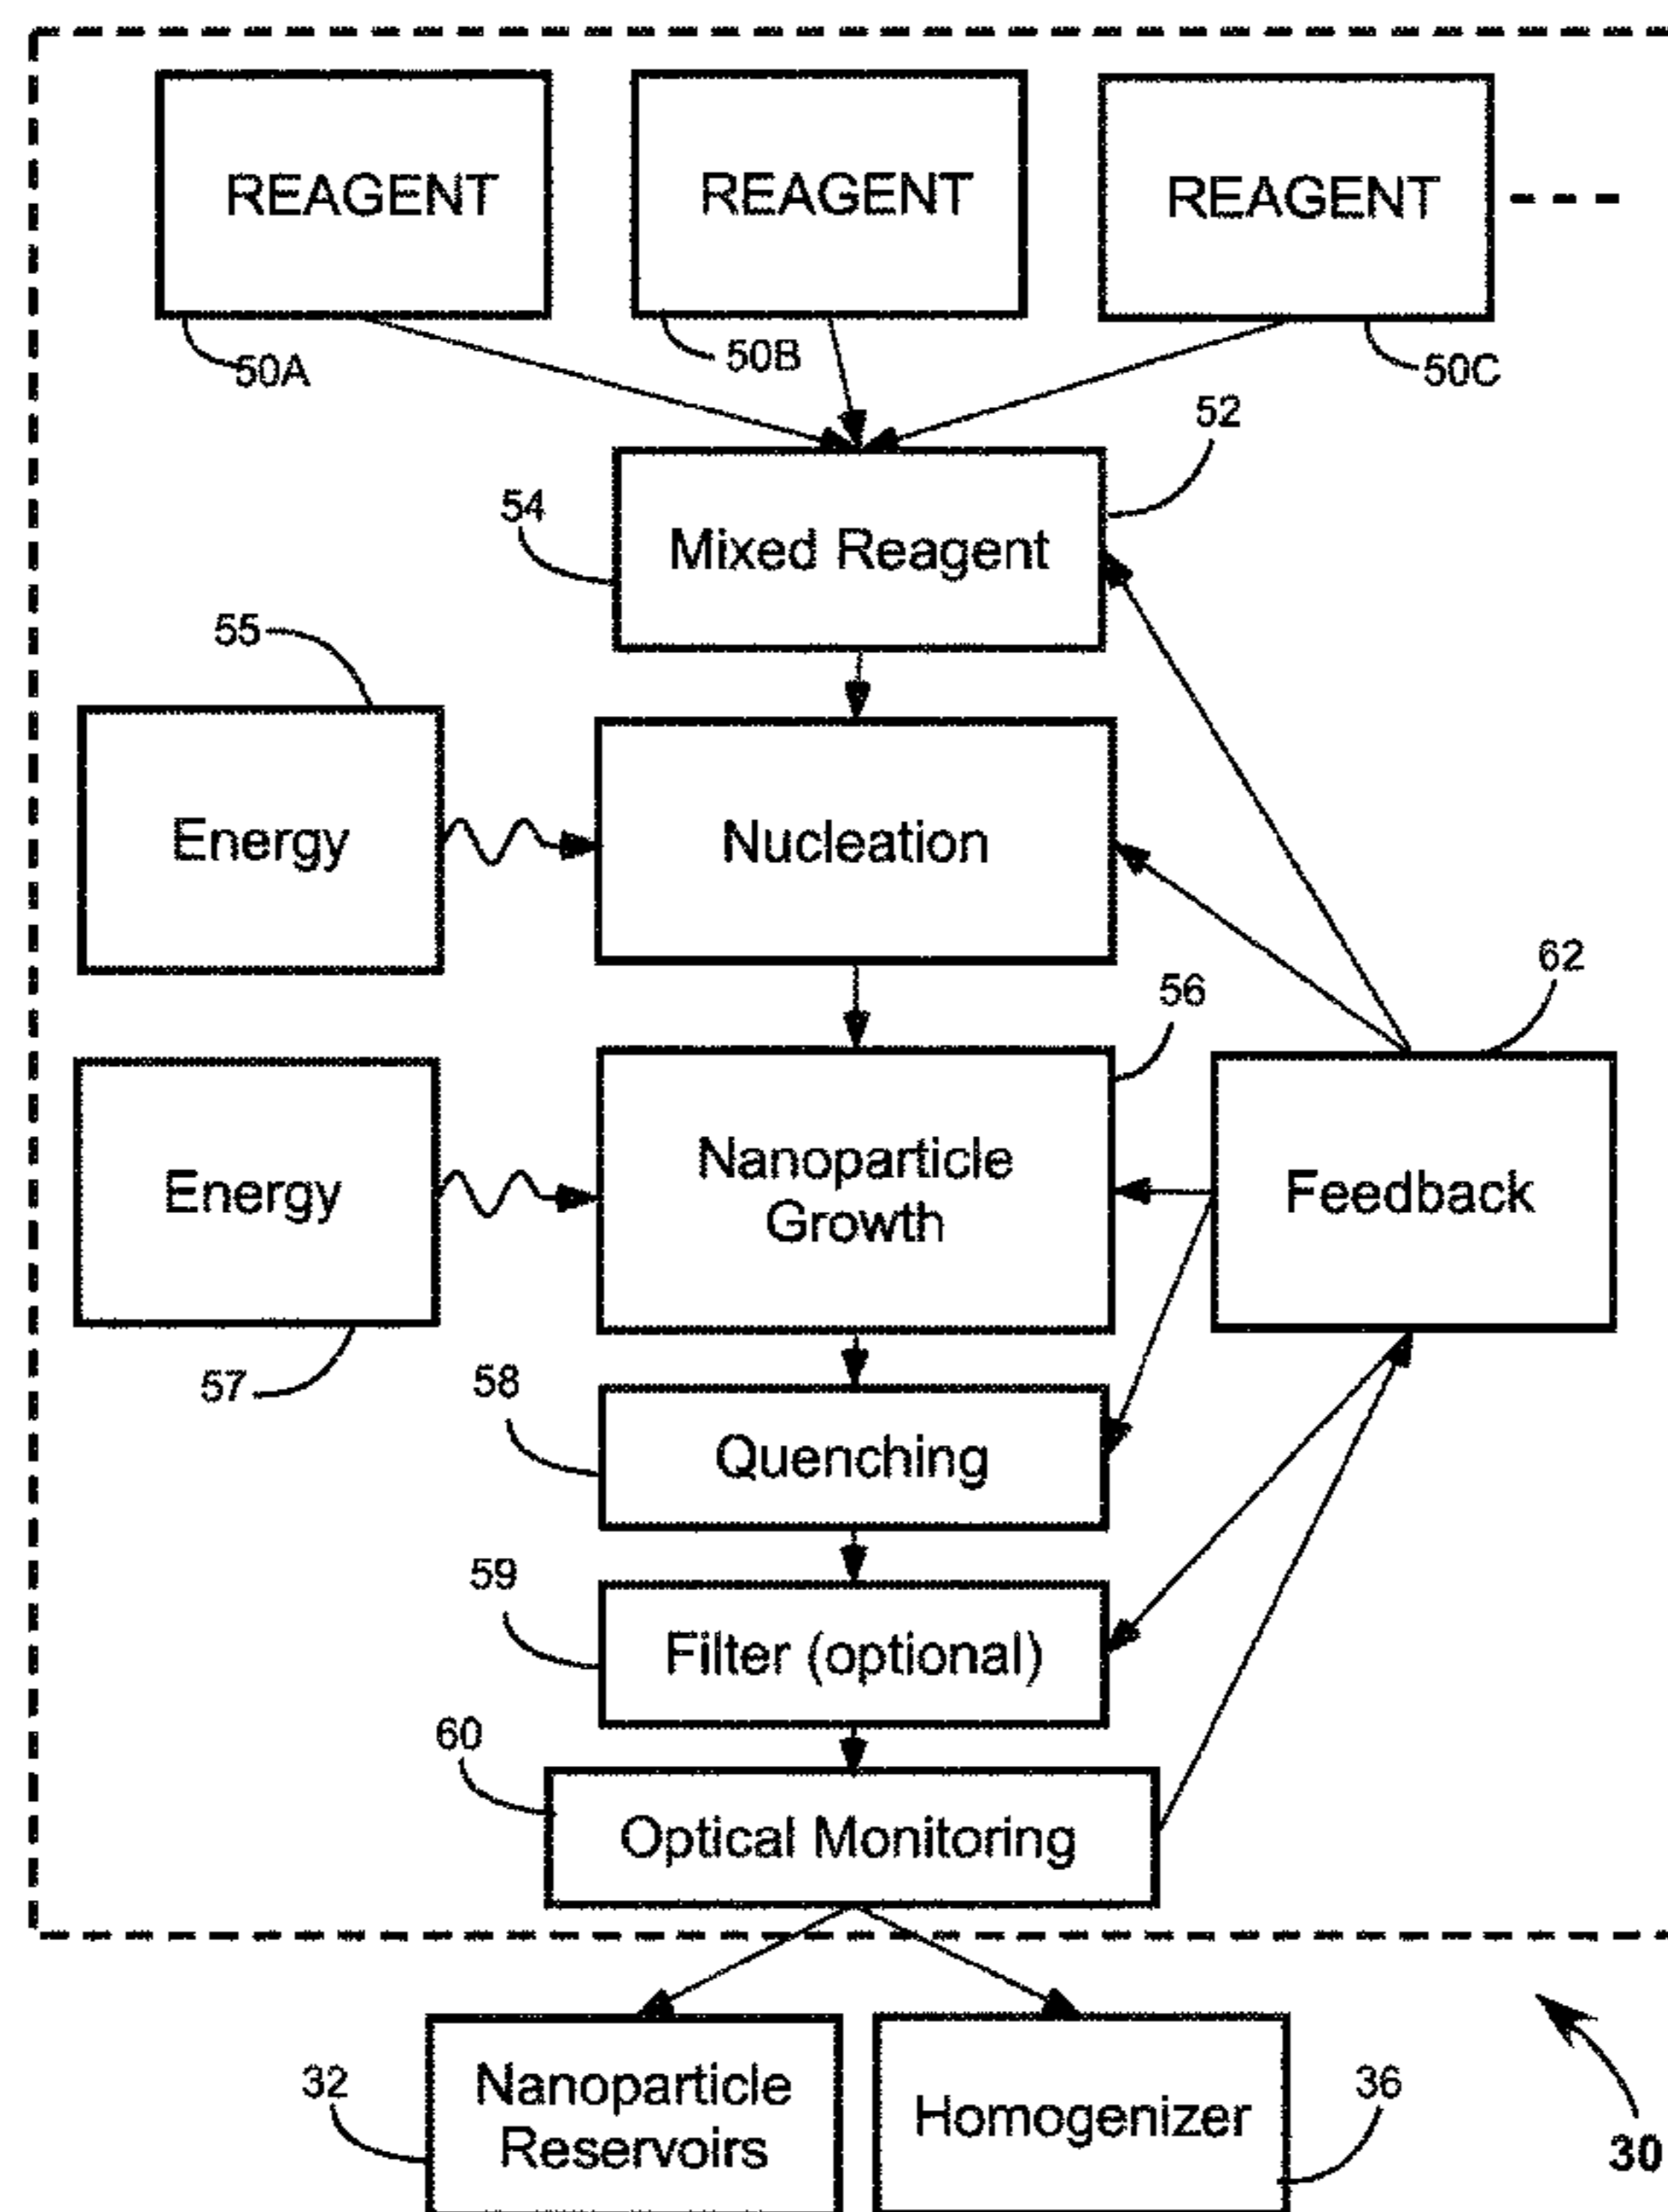 REAGENT
REAGENT
REAGENT
50A
50B
50C
52
54
Mixed Reagent
55
Energy
Nucleation
62
56
Energy
Nanoparticle
Growth
Feedback
57
58
Quenching
59
Filter (optional)
60
Optical Monitoring
32
Nanoparticle
Reservoirs
Homogenizer
36
30